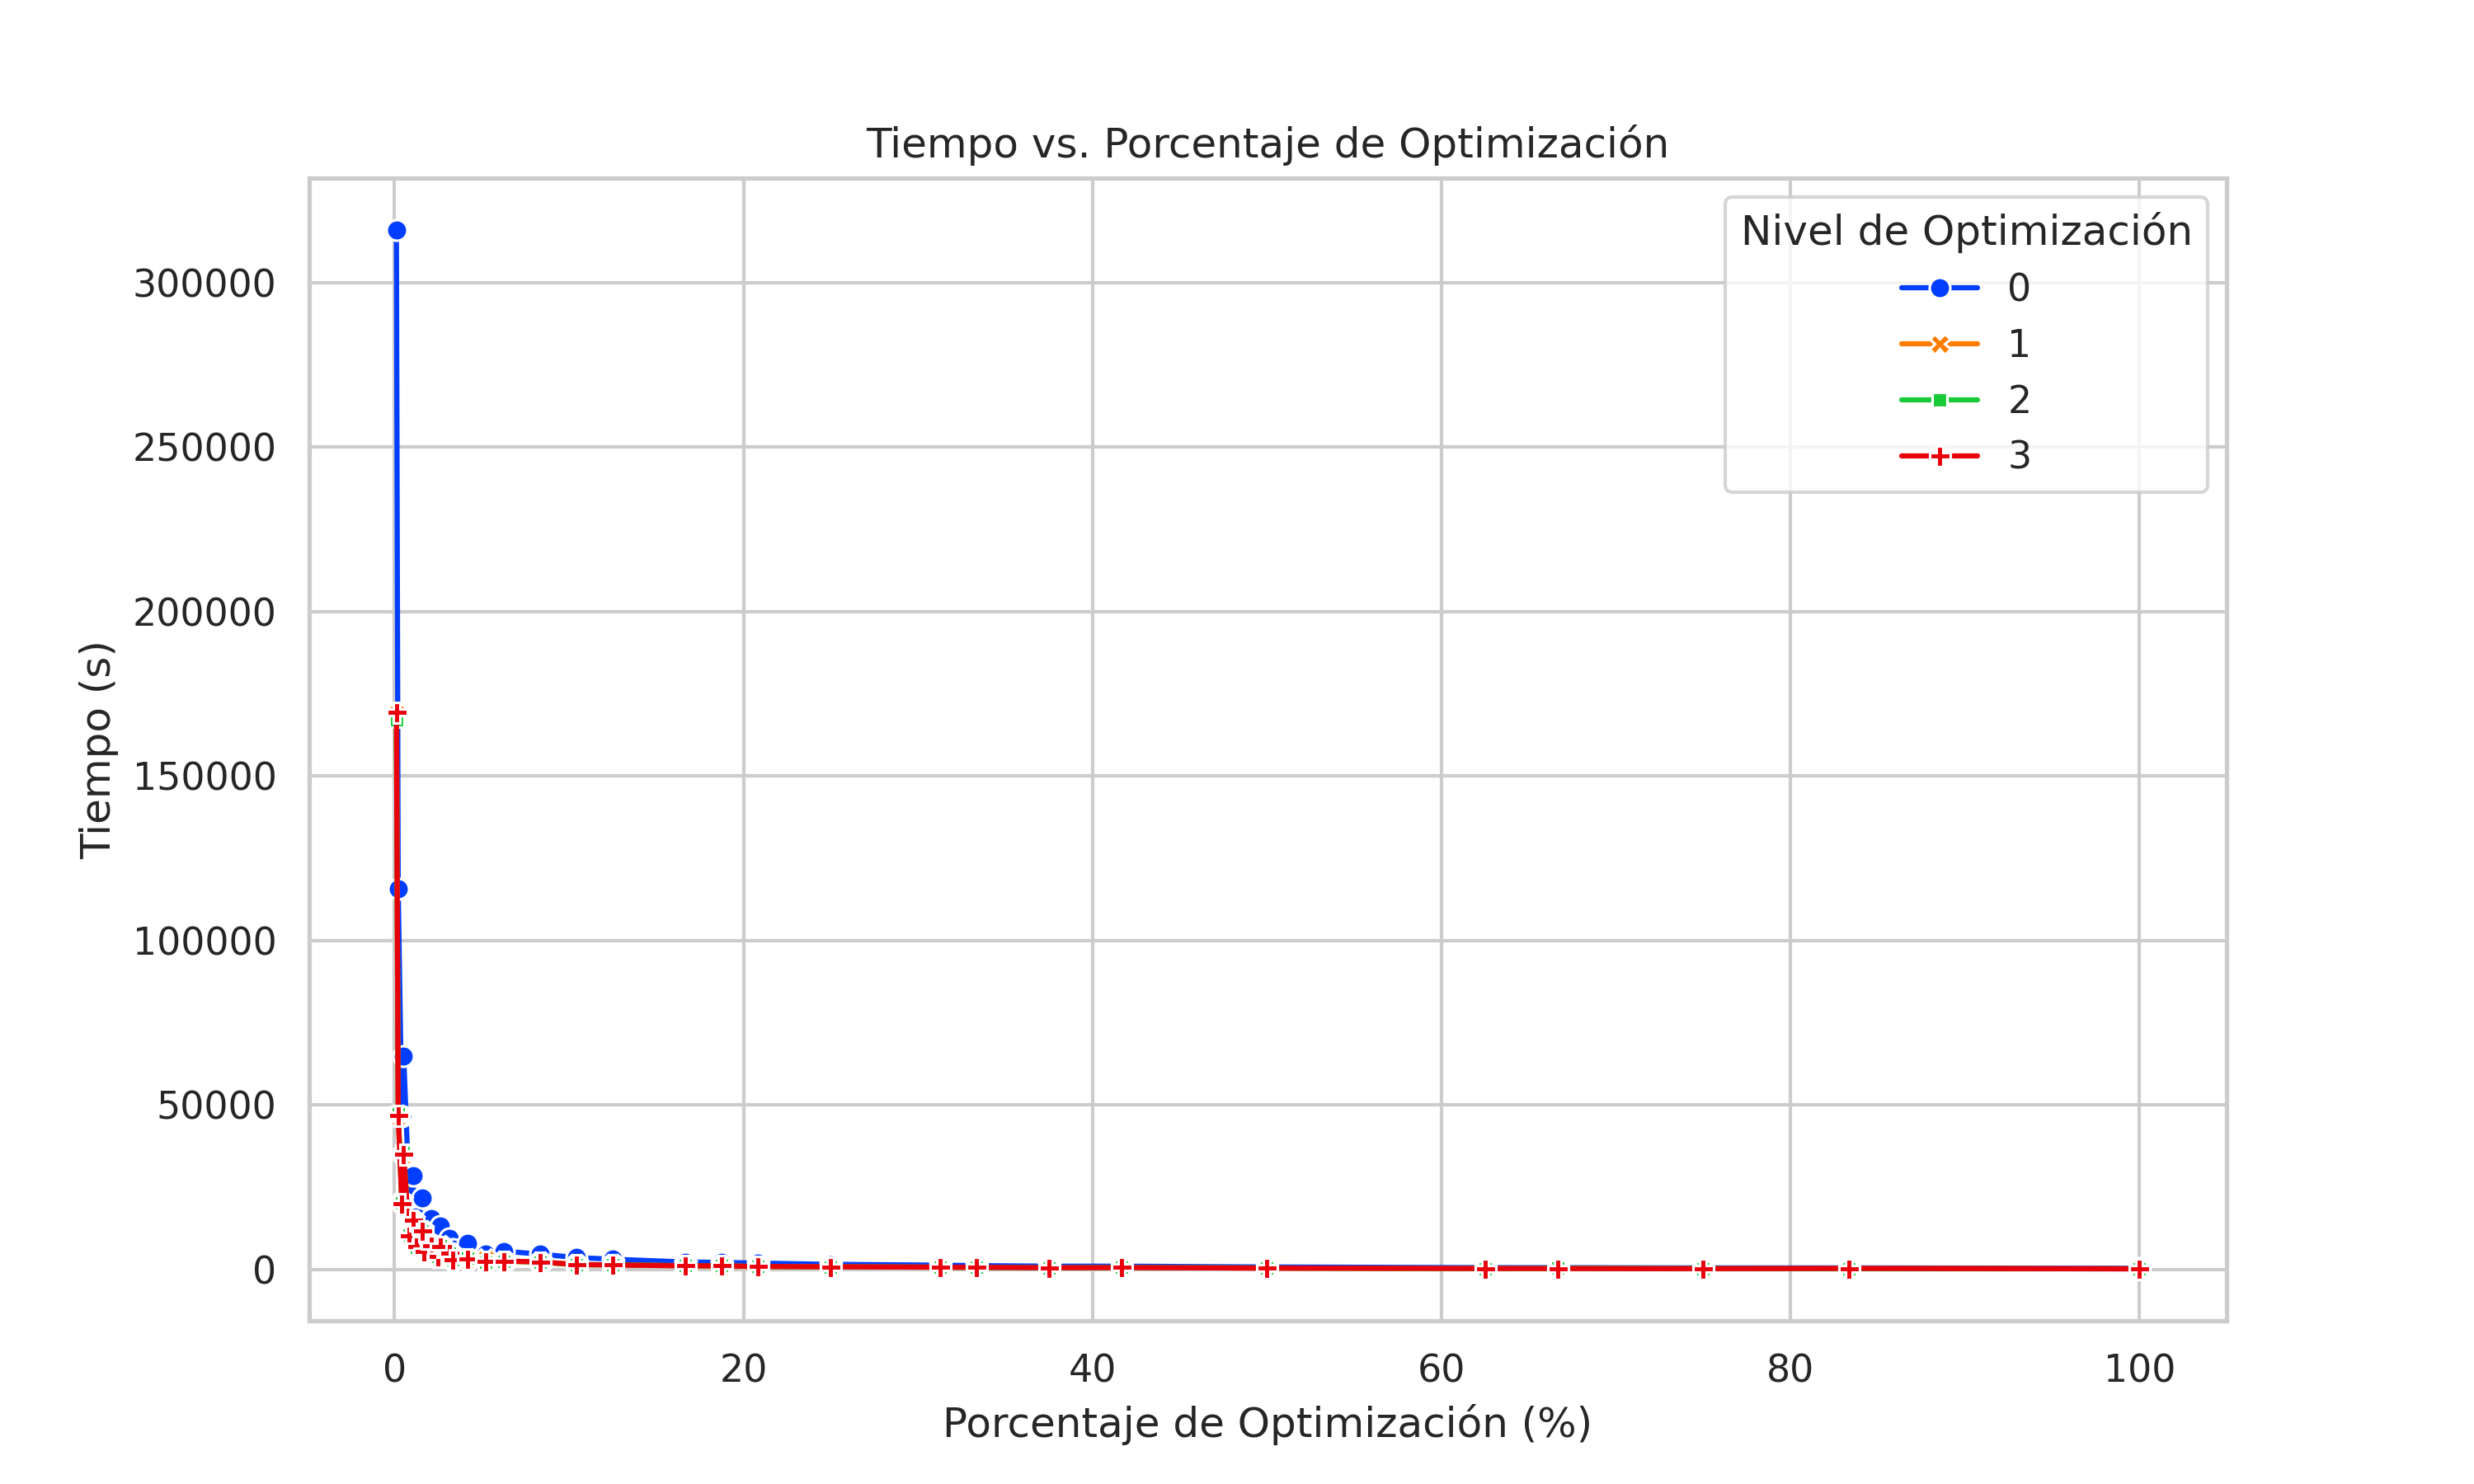 Tiempo vs. Porcentaje de Optimización
Nivel de Optimización
0
1
2
3
Tiempo (s)
300000
250000
200000
150000
100000
50000
0
0 20 40 60 80 100
Porcentaje de Optimización (%)